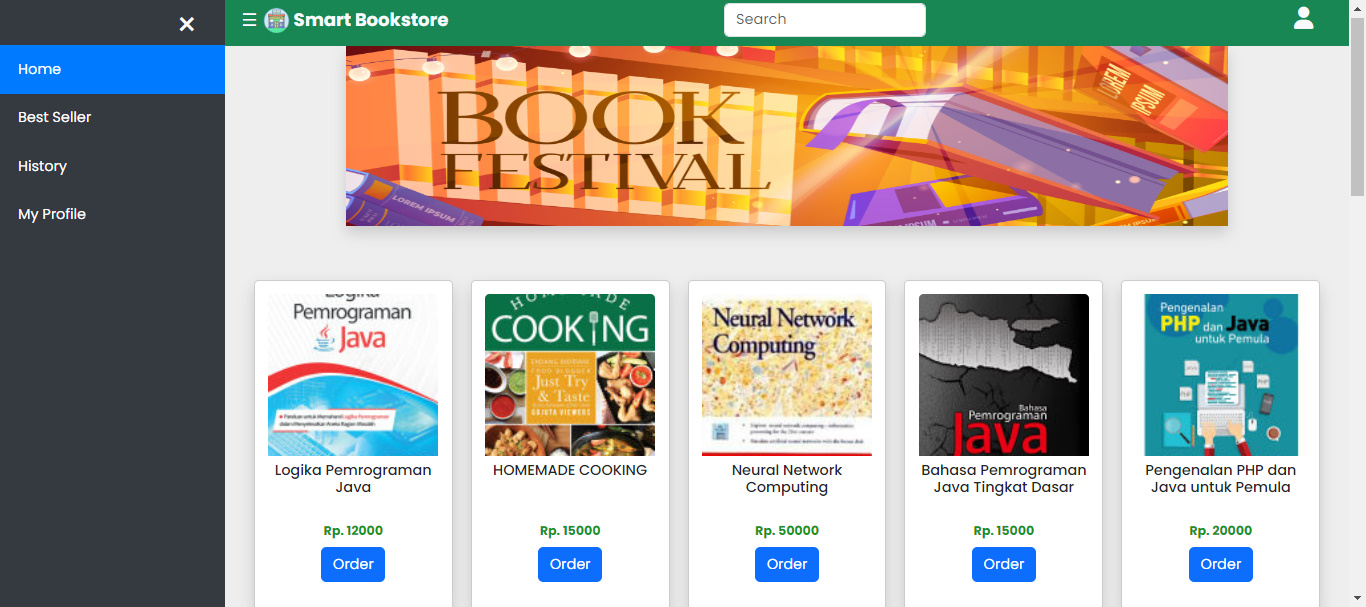 Smart Bookstore
Search
Home
Best Seller
History
My Profile
BOOK
FESTIVAL
LOREM
IPSUM
LOREM IPSUM
Logika
Pemrograman
Java
HOMEMADE
COOKING
Just Try
& Taste
Neural Network
Computing
Bahasa
Pemrograman
Java
Pengenalan
PHP dan Java
untuk Pemula
Logika Pemrograman
Java
Rp. 12000
Order
HOMEMADE COOKING
Rp. 15000
Order
Neural Network
Computing
Rp. 50000
Order
Bahasa Pemrograman
Java Tingkat Dasar
Rp. 15000
Order
Pengenalan PHP dan
Java untuk Pemula
Rp. 20000
Order